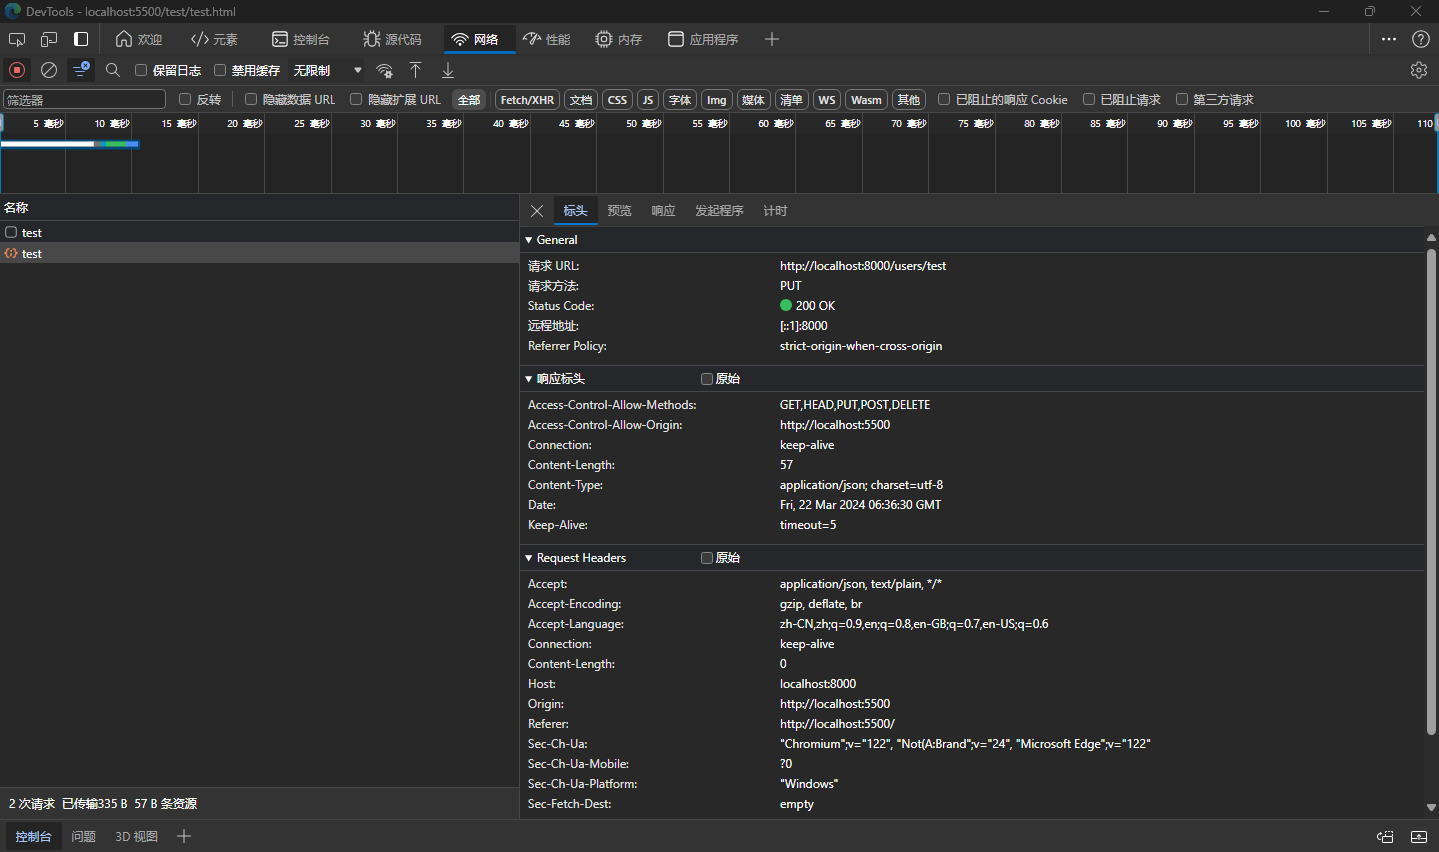 DevTools - localhost:5500/test/test.html
欢迎 元素 控制台 源代码 网络 性能 内存 应用程序
保留日志 禁用缓存 无限制
筛选器 反转 隐藏数据 URL 隐藏扩展 URL 全部 Fetch/XHR 文档 CSS JS 字体 Img 媒体 清单 WS Wasm 其他 已阻止的响应 Cookie 已阻止请求 第三方请求
5 毫秒 10 毫秒 15 毫秒 20 毫秒 25 毫秒 30 毫秒 35 毫秒 40 毫秒 45 毫秒 50 毫秒 55 毫秒 60 毫秒 65 毫秒 70 毫秒 75 毫秒 80 毫秒 85 毫秒 90 毫秒 95 毫秒 100 毫秒 105 毫秒 110
名称
test
test
标头 预览 响应 发起程序 计时
General
请求 URL: http://localhost:8000/users/test
请求方法: PUT
Status Code: 200 OK
远程地址: [::1]:8000
Referrer Policy: strict-origin-when-cross-origin
响应标头 原始
Access-Control-Allow-Methods: GET,HEAD,PUT,POST,DELETE
Access-Control-Allow-Origin: http://localhost:5500
Connection: keep-alive
Content-Length: 57
Content-Type: application/json; charset=utf-8
Date: Fri, 22 Mar 2024 06:36:30 GMT
Keep-Alive: timeout=5
Request Headers 原始
Accept: application/json, text/plain, */*
Accept-Encoding: gzip, deflate, br
Accept-Language: zh-CN,zh;q=0.9,en;q=0.8,en-GB;q=0.7,en-US;q=0.6
Connection: keep-alive
Content-Length: 0
Host: localhost:8000
Origin: http://localhost:5500
Referer: http://localhost:5500/
Sec-Ch-Ua: "Chromium";v="122", "Not(A:Brand";v="24", "Microsoft Edge";v="122"
Sec-Ch-Ua-Mobile: ?0
Sec-Ch-Ua-Platform: "Windows"
Sec-Fetch-Dest: empty
2 次请求 已传输335 B 57 B 条资源
控制台 问题 3D 视图